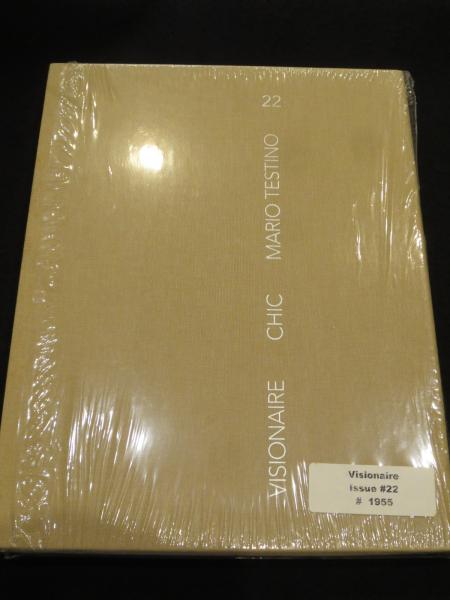 VISIONAIRE CHIC MARIO TESTINO 22
Visionaire
Issue #22
# 1955